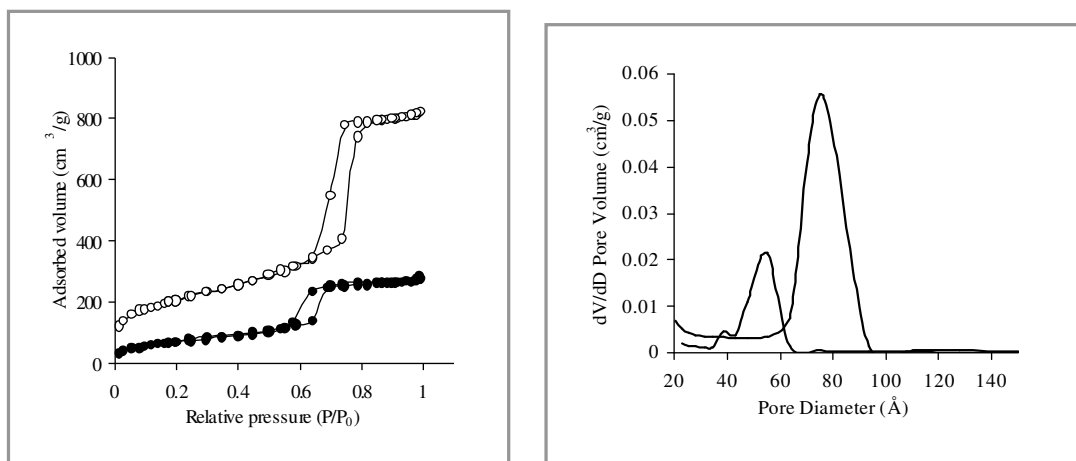 1000
800
600
400
200
0
Adsorbed volume (cm ³/g)
0 0.2 0.4 0.6 0.8 1
Relative pressure (P/P₀)
0.06
0.05
0.04
0.03
0.02
0.01
0
dV/dD Pore Volume (cm³/g)
20 40 60 80 100 120 140
Pore Diameter (Å)